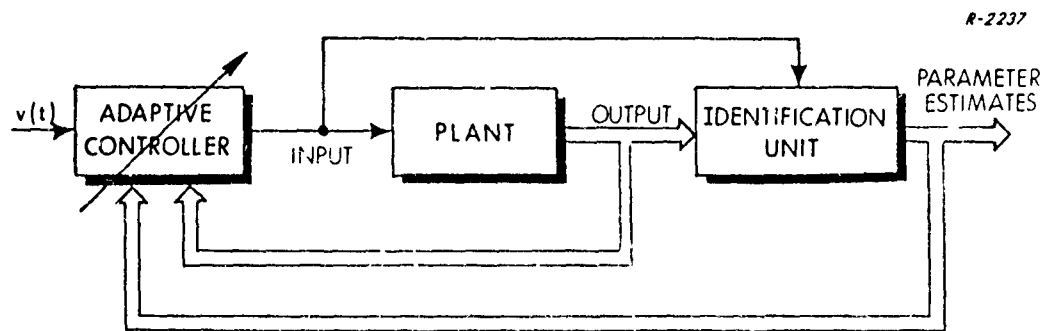 R-2237
v(t)
ADAPTIVE
CONTROLLER
INPUT
PLANT
OUTPUT
IDENTIFICATION
UNIT
PARAMETER
ESTIMATES